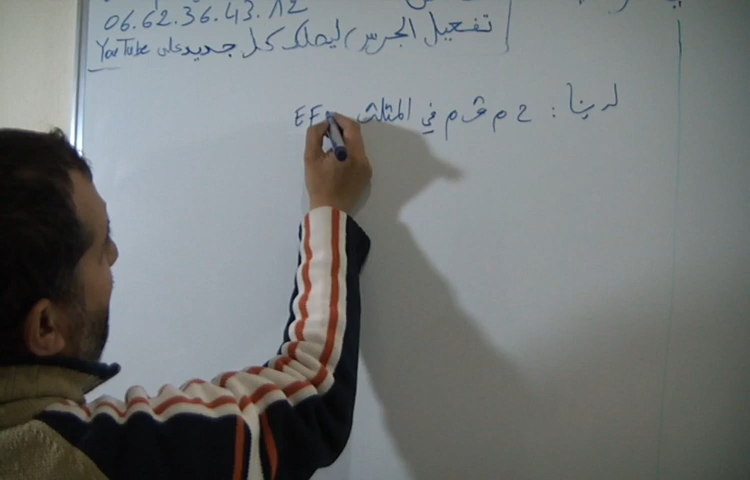 06.62.36.43.12
تفعيل الجرس) ليصلك كل جديد على YouTube
لدينا : ح م ق م في المثلث EF